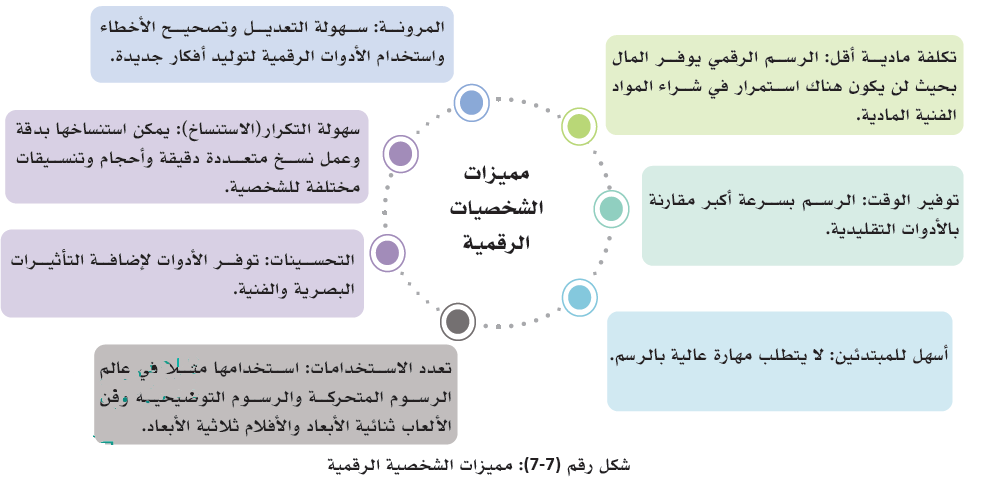 مميزات
الشخصيات
الرقمية
تكلفة مادية أقل: الرسم الرقمي يوفر المال
بحيث لن يكون هناك استمرار في شراء المواد
الفنية المادية.
توفير الوقت: الرسم بسرعة أكبر مقارنة
بالأدوات التقليدية.
أسهل للمبتدئين: لا يتطلب مهارة عالية بالرسم.
المرونة: سهولة التعديل وتصحيح الأخطاء
واستخدام الأدوات الرقمية لتوليد أفكار جديدة.
سهولة التكرار(الاستنساخ): يمكن استنساخها بدقة
وعمل نسخ متعددة دقيقة وأحجام وتنسيقات
مختلفة للشخصية.
التحسينات: توفر الأدوات لإضافة التأثيرات
البصرية والفنية.
تعدد الاستخدامات: استخدامها مثلا في عالم
الرسوم المتحركة والرسوم التوضيحيه وفن
الألعاب ثنائية الأبعاد والأفلام ثلاثية الأبعاد.
شكل رقم (7-7): مميزات الشخصية الرقمية